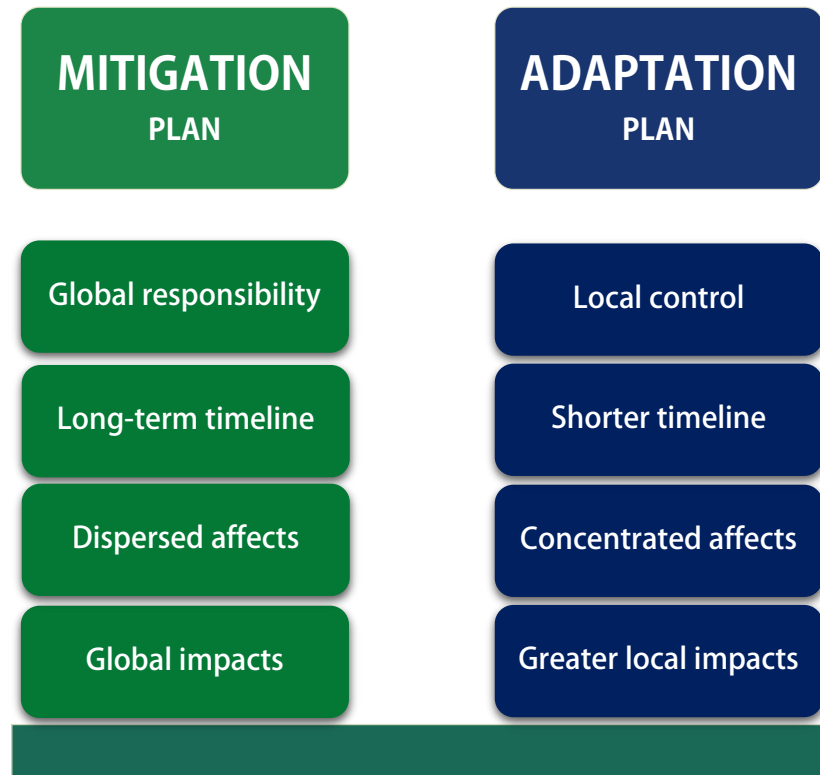 MITIGATION
PLAN
Global responsibility
Long-term timeline
Dispersed affects
Global impacts
ADAPTATION
PLAN
Local control
Shorter timeline
Concentrated affects
Greater local impacts